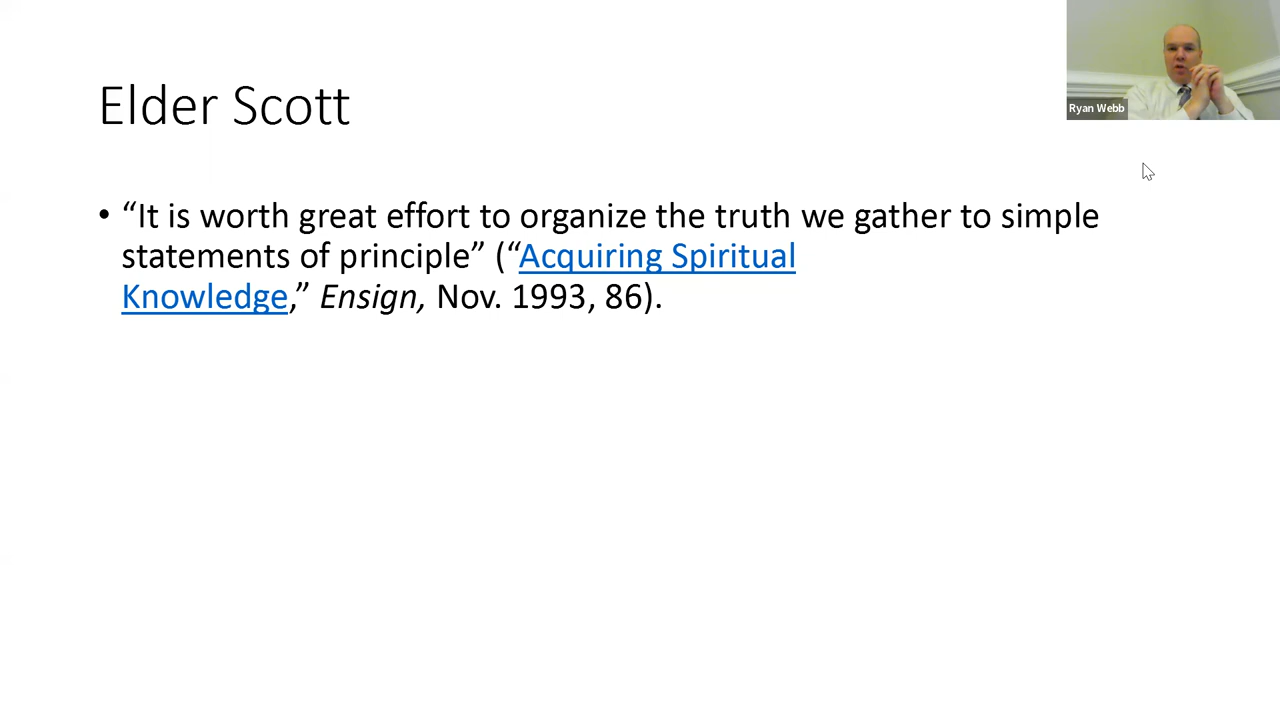 Elder Scott
Ryan Webb
• “It is worth great effort to organize the truth we gather to simple
statements of principle” (“Acquiring Spiritual
Knowledge,” Ensign, Nov. 1993, 86).